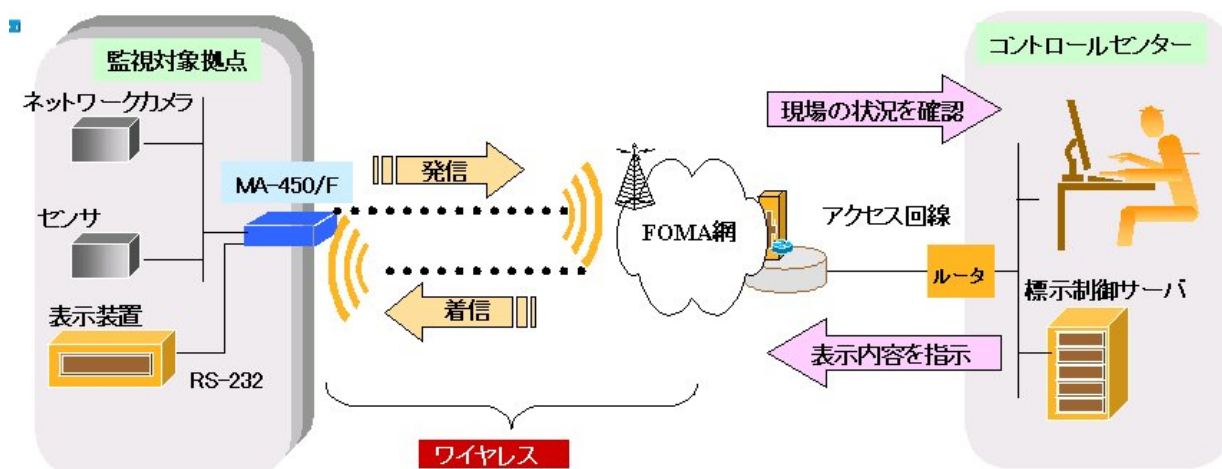 監視対象拠点
ネットワークカメラ
MA-450/F
センサ
表示装置
RS-232
発信
着信
ワイヤレス
FOMA網
アクセス回線
ルータ
現場の状況を確認
表示内容を指示
コントロールセンター
標示制御サーバ